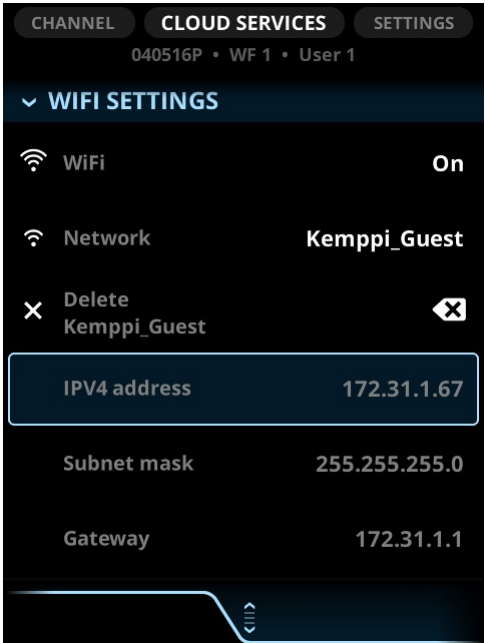 CHANNEL CLOUD SERVICES SETTINGS
040516P • WF 1 • User 1
WIFI SETTINGS
WiFi On
Network Kemppi_Guest
Delete
Kemppi_Guest
IPV4 address 172.31.1.67
Subnet mask 255.255.255.0
Gateway 172.31.1.1